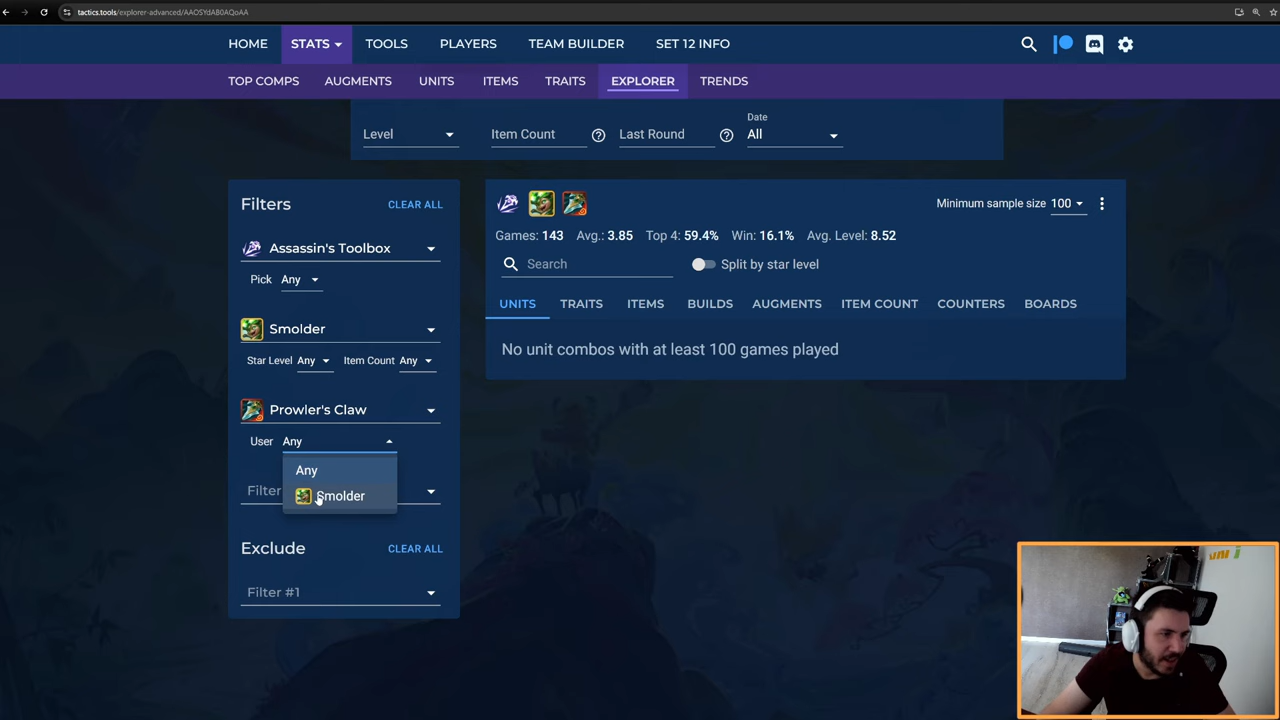 tactics.tools/explorer-advanced/AAOSYdAB0AQoAA
HOME STATS TOOLS PLAYERS TEAM BUILDER SET 12 INFO
TOP COMPS AUGMENTS UNITS ITEMS TRAITS EXPLORER TRENDS
Date
Level Item Count Last Round All
Filters CLEAR ALL
Assassin's Toolbox
Pick Any
Smolder
Star Level Any Item Count Any
Prowler's Claw
User Any
Any
Smolder
Filter
Exclude CLEAR ALL
Filter #1
Minimum sample size 100
Games: 143 Avg.: 3.85 Top 4: 59.4% Win: 16.1% Avg. Level: 8.52
Search Split by star level
UNITS TRAITS ITEMS BUILDS AUGMENTS ITEM COUNT COUNTERS BOARDS
No unit combos with at least 100 games played